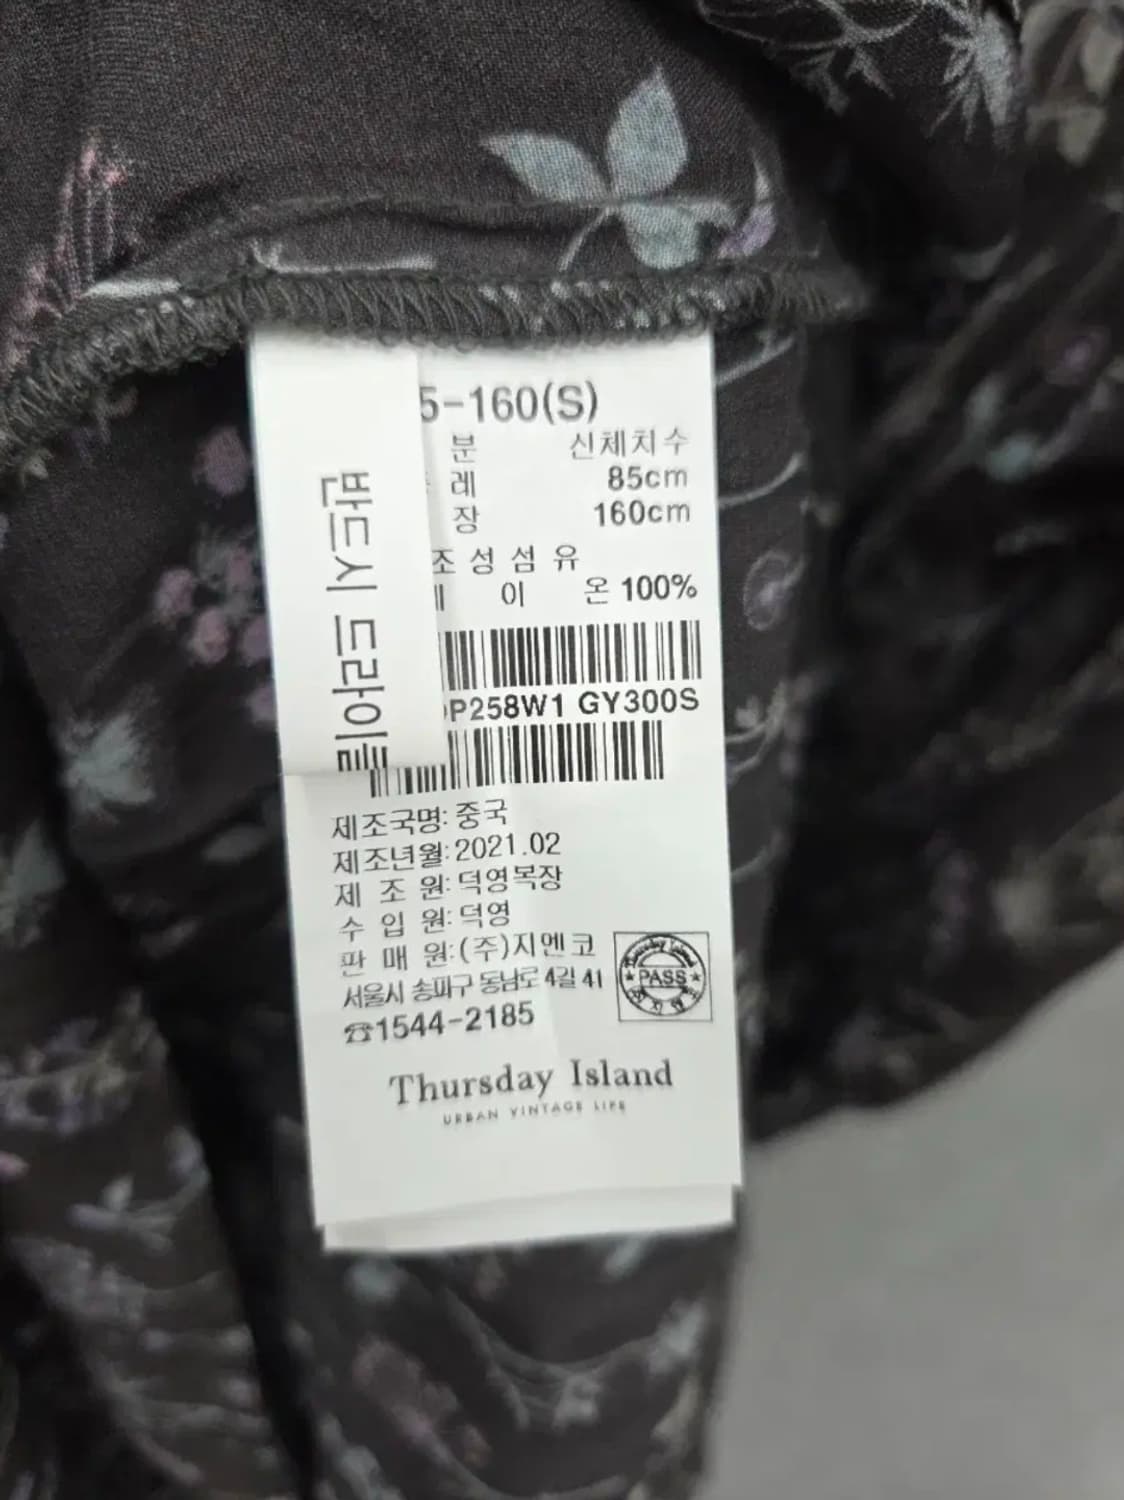 5-160(S)
분 신체치수
레 85cm
장 160cm
조성섬유
이 온 100%
P258W1 GY300S
반드시 드라이
제조국명: 중국
제조년월: 2021.02
제 조 원: 덕영복장
수 입 원: 덕영
판 매 원: (주)지엔코
서울시 송파구 동남로 4길 41
☎1544-2185
Thursday Island
PASS
Thursday Island
URBAN VINTAGE LIFE